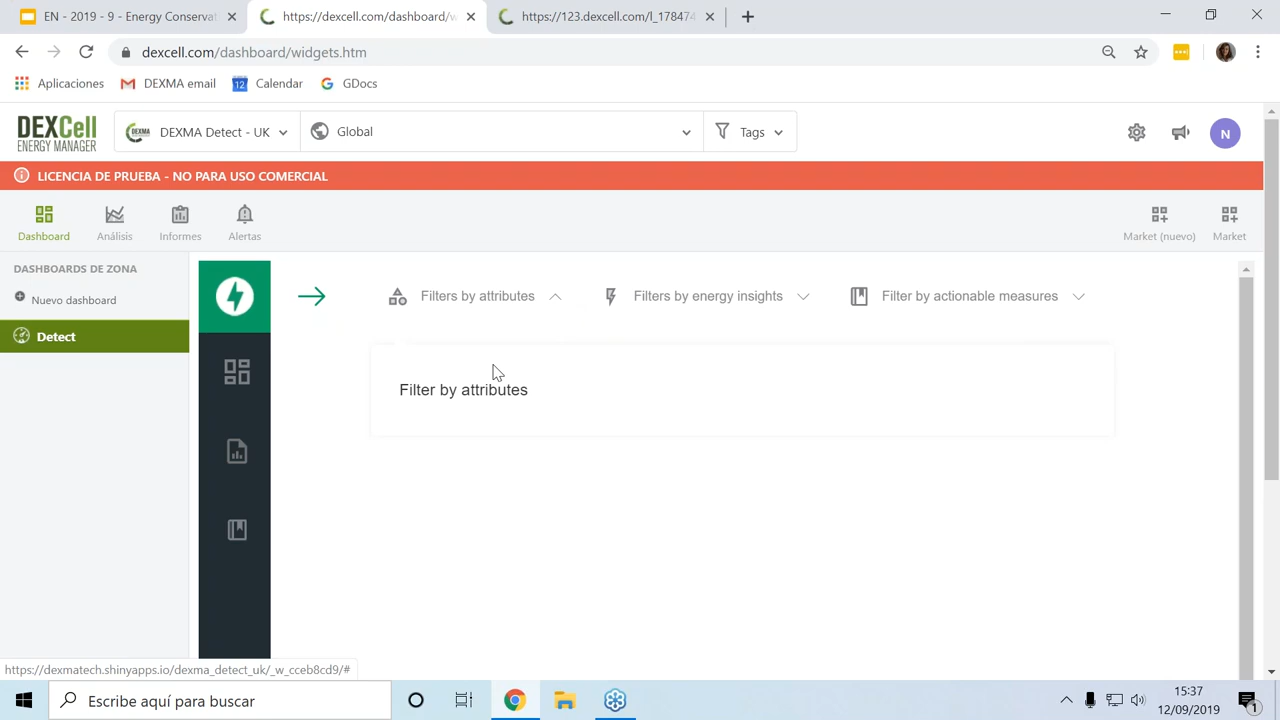 EN - 2019 - 9 - Energy Conservat
https://dexcell.com/dashboard/w
https://123.dexcell.com/l_178474
dexcell.com/dashboard/widgets.htm
Aplicaciones
DEXMA email
12
Calendar
GDocs
DEXCell
ENERGY MANAGER
DEXMA
DEXMA Detect - UK
Global
Tags
N
LICENCIA DE PRUEBA - NO PARA USO COMERCIAL
Dashboard
Análisis
Informes
Alertas
Market (nuevo)
Market
DASHBOARDS DE ZONA
Nuevo dashboard
Detect
Filters by attributes
Filters by energy insights
Filter by actionable measures
Filter by attributes
https://dexmatech.shinyapps.io/dexma_detect_uk/_w_cceb8cd9/#
Escribe aquí para buscar
15:37
12/09/2019
1